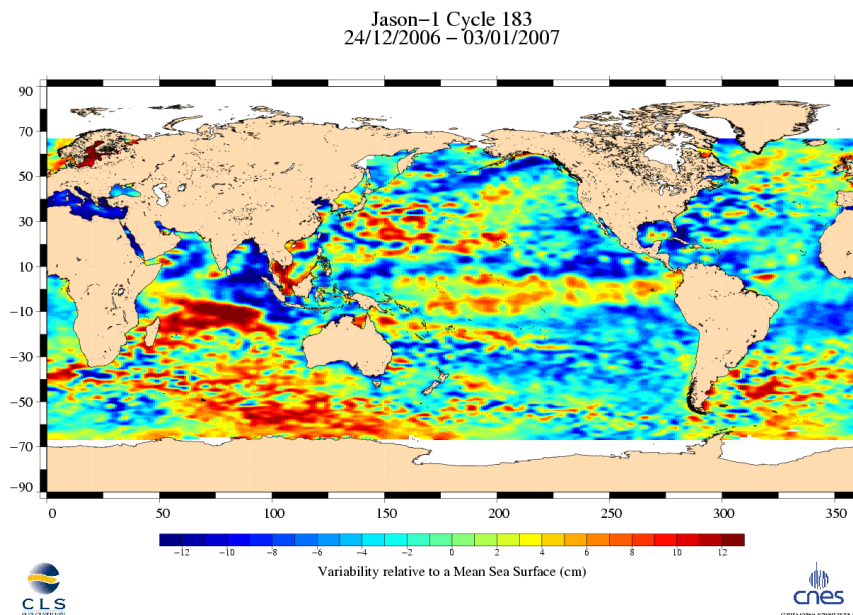 Jason-1 Cycle 183
24/12/2006 - 03/01/2007
90
70
50
30
10
-10
-30
-50
-70
-90
0 50 100 150 200 250 300 350
-12 -10 -8 -6 -4 -2 0 2 4 6 8 10 12
Variability relative to a Mean Sea Surface (cm)
CLS
cnes